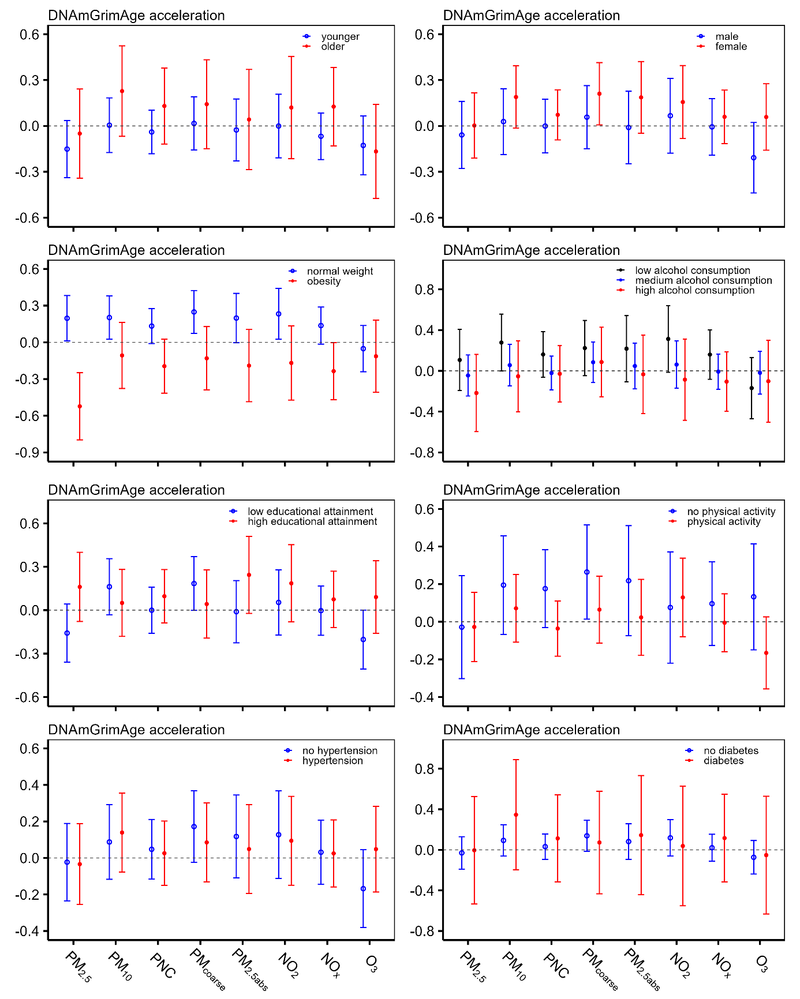 DNAmGrimAge acceleration
younger
older
0.6
0.3
0.0
-0.3
-0.6
DNAmGrimAge acceleration
male
female
0.6
0.3
0.0
-0.3
-0.6
DNAmGrimAge acceleration
normal weight
obesity
0.6
0.3
0.0
-0.3
-0.6
-0.9
DNAmGrimAge acceleration
low alcohol consumption
medium alcohol consumption
high alcohol consumption
0.8
0.4
0.0
-0.4
-0.8
DNAmGrimAge acceleration
low educational attainment
high educational attainment
0.6
0.3
0.0
-0.3
-0.6
DNAmGrimAge acceleration
no physical activity
physical activity
0.6
0.4
0.2
0.0
-0.2
-0.4
DNAmGrimAge acceleration
no hypertension
hypertension
0.6
0.4
0.2
0.0
-0.2
-0.4
PM2.5
PM10
PNC
PMcoarse
PM2.5abs
NO2
NOx
O3
DNAmGrimAge acceleration
no diabetes
diabetes
0.8
0.4
0.0
-0.4
-0.8
PM2.5
PM10
PNC
PMcoarse
PM2.5abs
NO2
NOx
O3